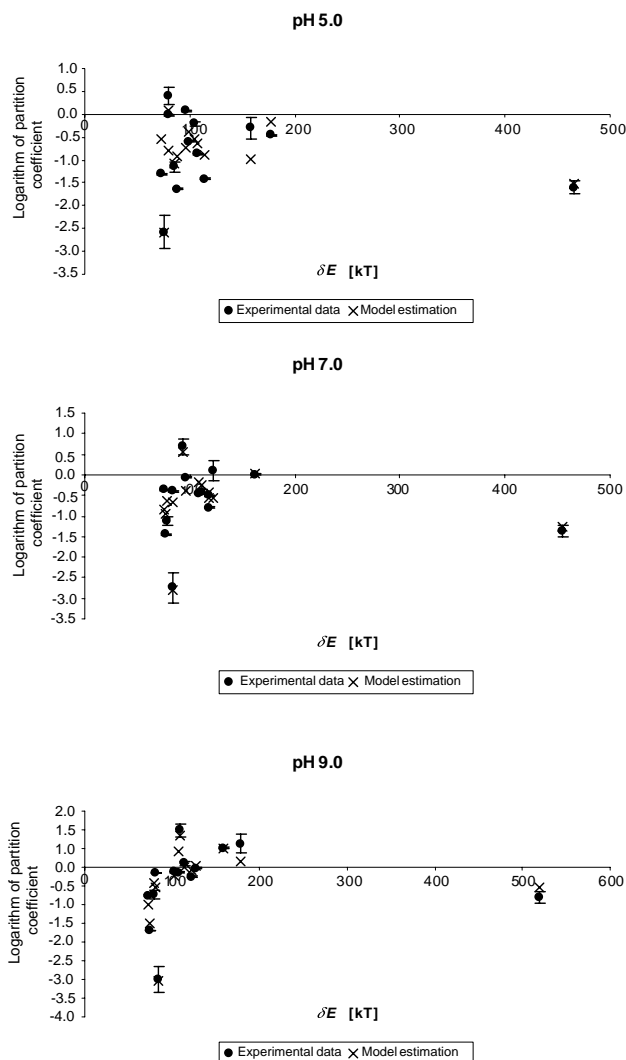 pH 5.0
1.0
0.5
0.0
-0.5
-1.0
-1.5
-2.0
-2.5
-3.0
-3.5
0 100 200 300 400 500
Logarithm of partition
coefficient
δE [kT]
Experimental data Model estimation
pH 7.0
1.5
1.0
0.5
0.0
-0.5
-1.0
-1.5
-2.0
-2.5
-3.0
-3.5
0 100 200 300 400 500
Logarithm of partition
coefficient
δE [kT]
Experimental data Model estimation
pH 9.0
2.0
1.5
1.0
0.5
0.0
-0.5
-1.0
-1.5
-2.0
-2.5
-3.0
-3.5
-4.0
0 100 200 300 400 500 600
Logarithm of partition
coefficient
δE [kT]
Experimental data Model estimation